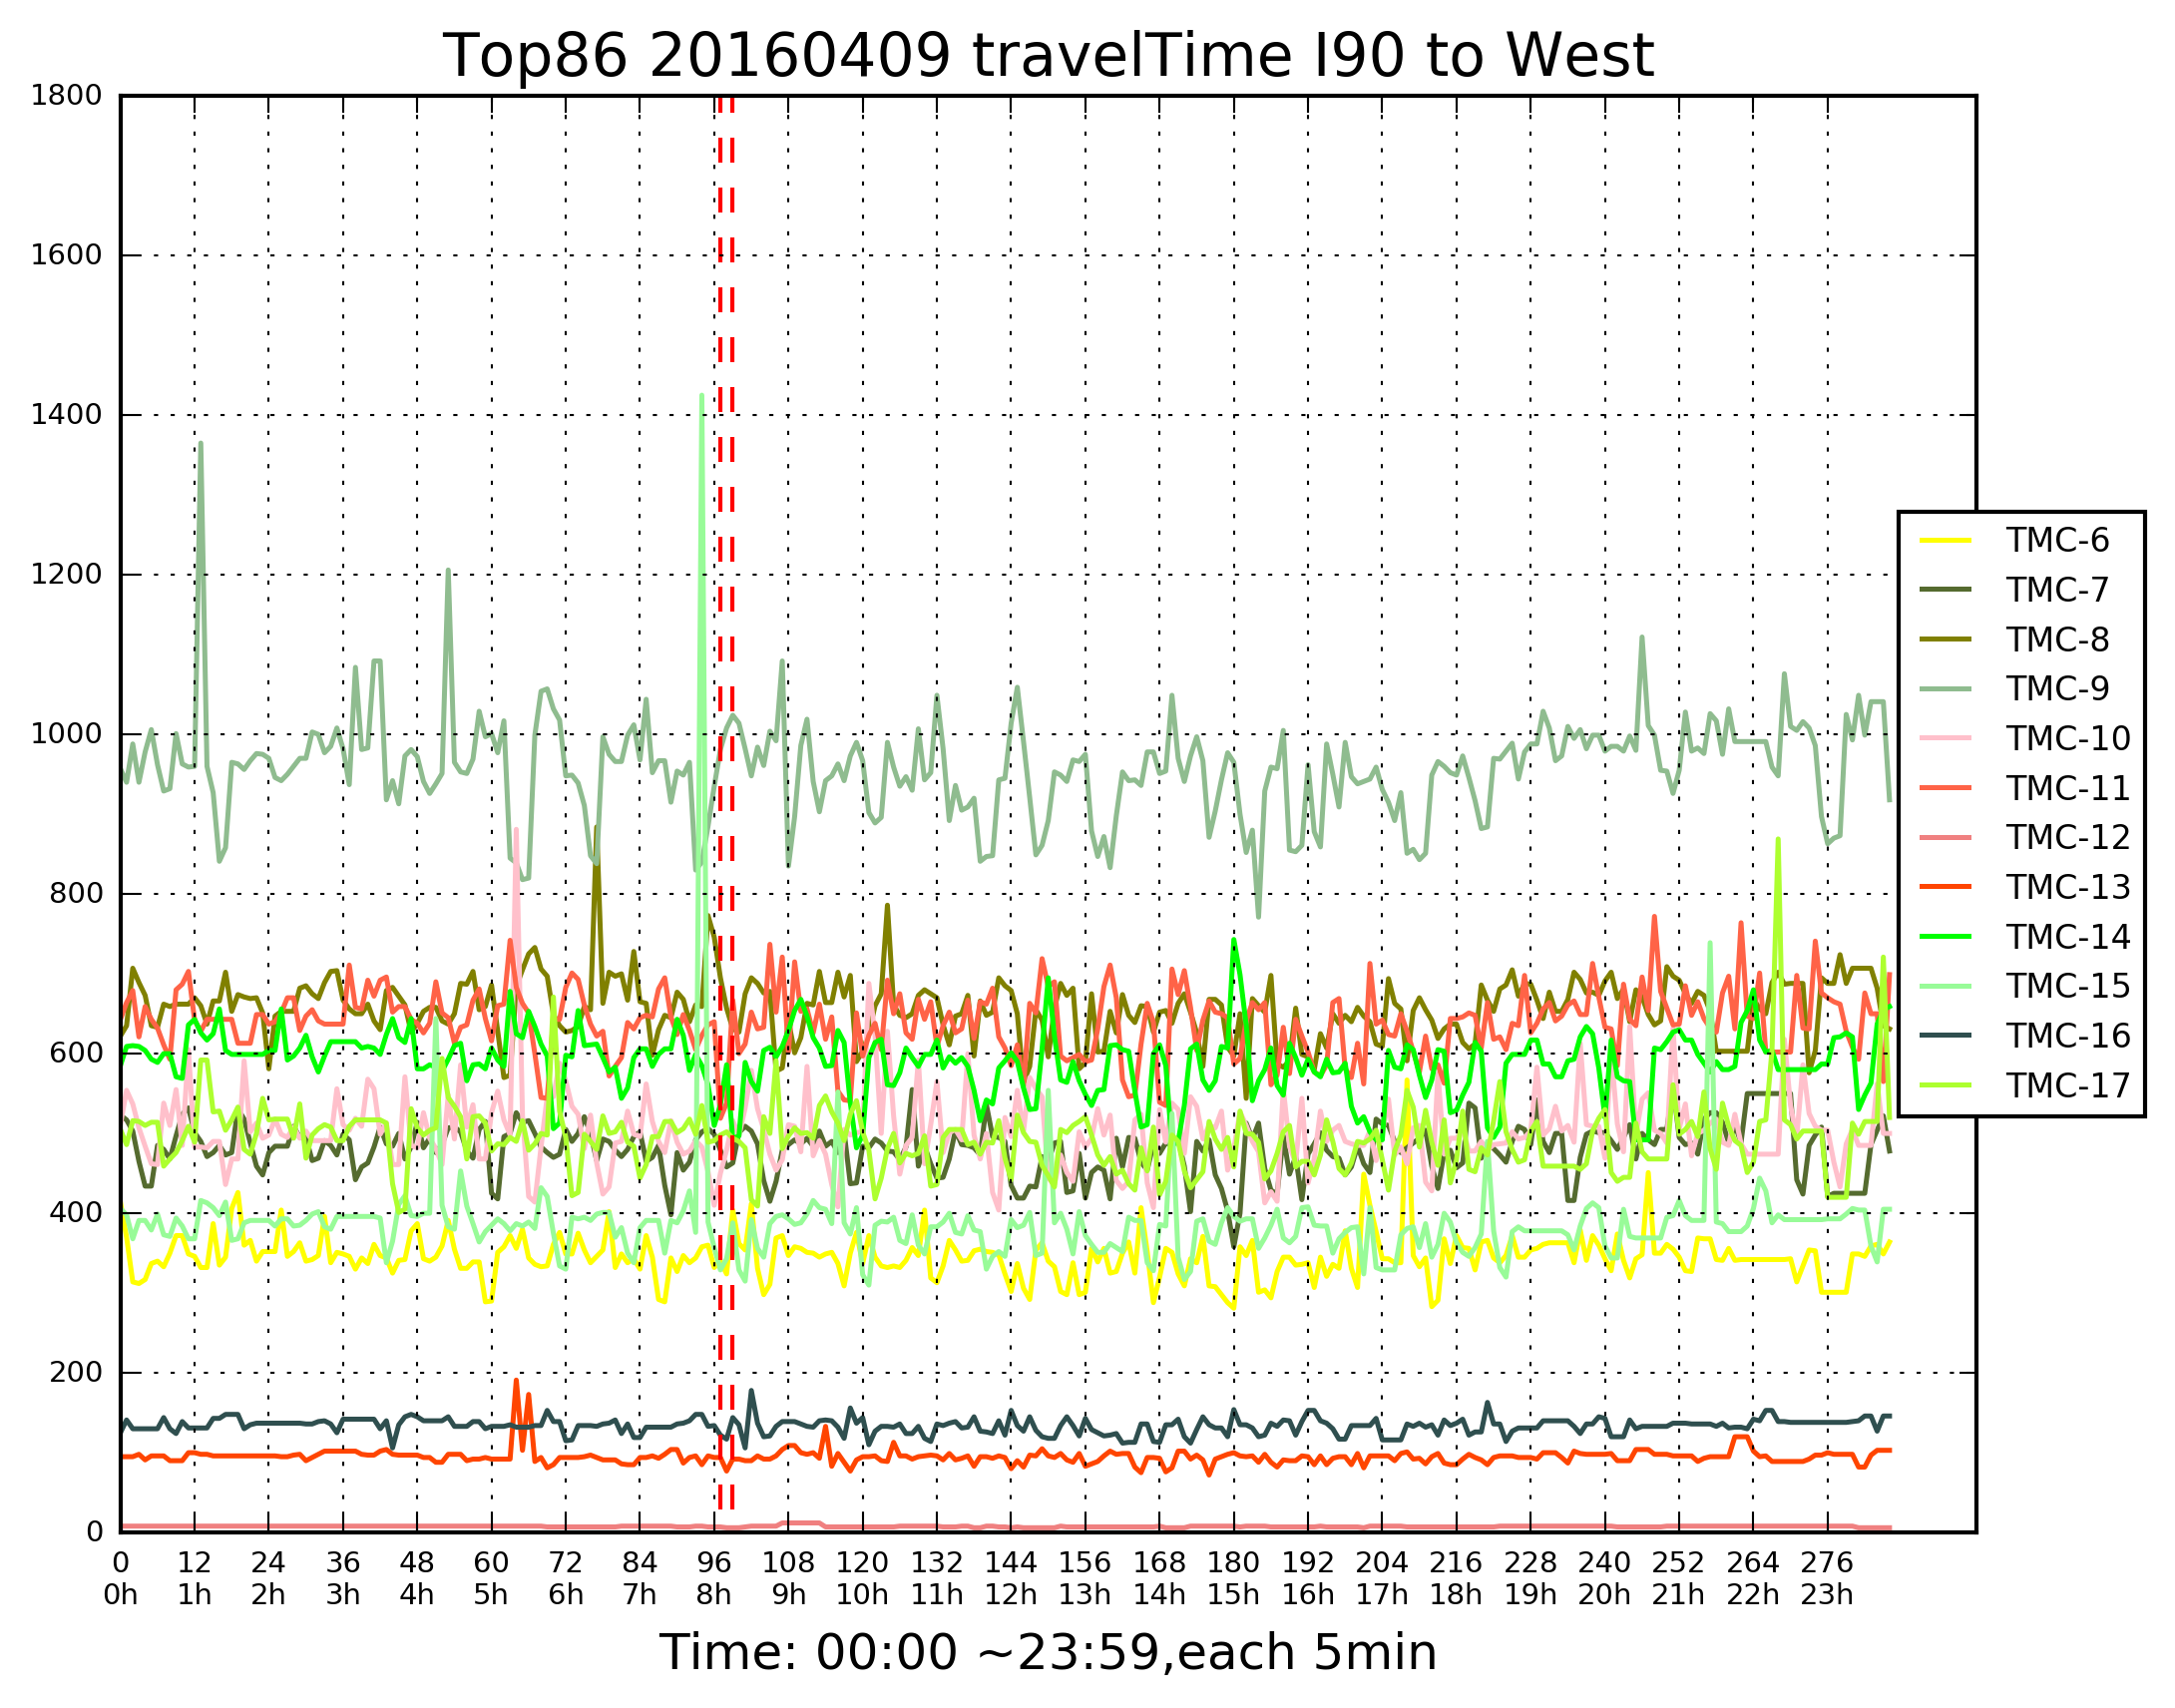 Top86 20160409 travelTime I90 to West
1800
1600
1400
1200
1000
800
600
400
200
0
0 12 24 36 48 60 72 84 96 108 120 132 144 156 168 180 192 204 216 228 240 252 264 276
0h 1h 2h 3h 4h 5h 6h 7h 8h 9h 10h 11h 12h 13h 14h 15h 16h 17h 18h 19h 20h 21h 22h 23h
Time: 00:00 ~23:59,each 5min
TMC-6
TMC-7
TMC-8
TMC-9
TMC-10
TMC-11
TMC-12
TMC-13
TMC-14
TMC-15
TMC-16
TMC-17